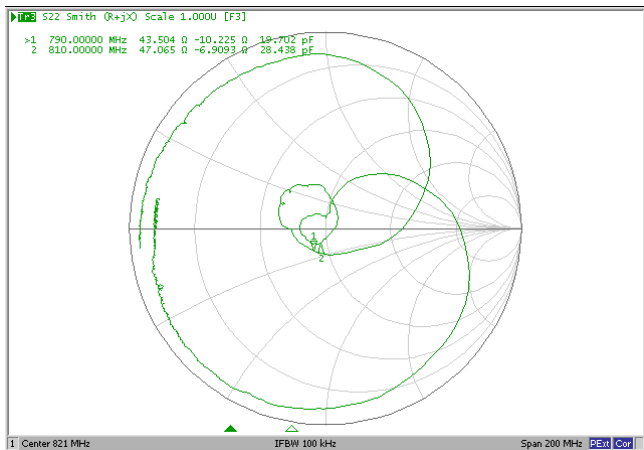 Tr3 S22 Smith (R+jX) Scale 1.000U [F3]
>1 790.00000 MHz 43.504 Ω -10.225 Ω 19.702 pF
2 810.00000 MHz 47.065 Ω -6.9093 Ω 28.438 pF
1
2
1 Center 821 MHz IFBW 100 kHz Span 200 MHz PExt Cor